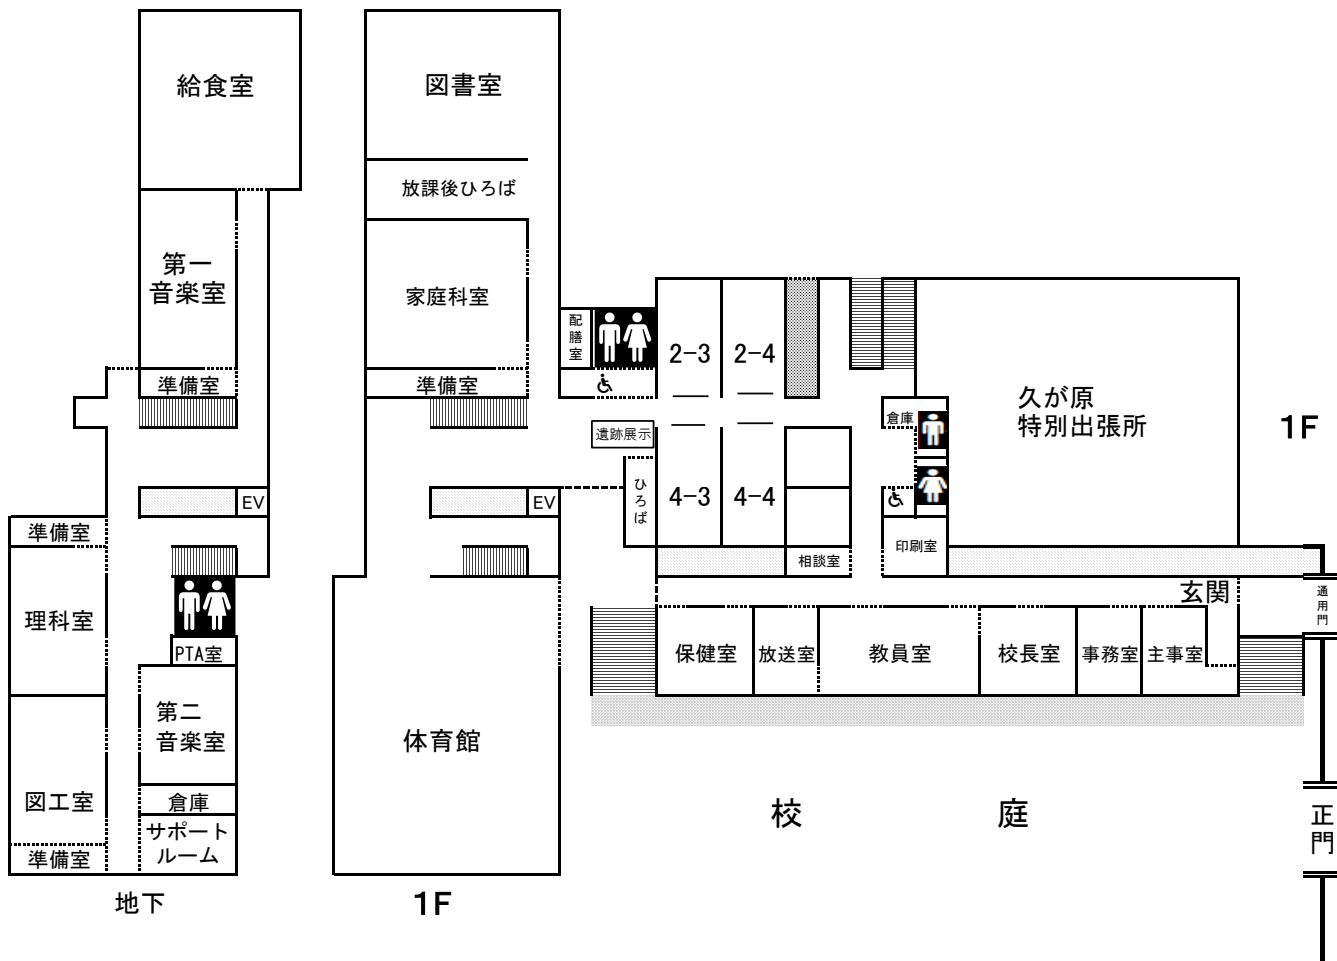 給食室
第一
音楽室
準備室
EV
準備室
理科室
PTA室
第二
音楽室
図工室
倉庫
サポート
ルーム
準備室
地下
図書室
放課後ひろば
家庭科室
準備室
EV
体育館
1F
配膳室
遺跡展示
ひろば
2-3
2-4
4-3
4-4
相談室
倉庫
印刷室
久が原
特別出張所
1F
玄関
通用門
保健室
放送室
教員室
校長室
事務室
主事室
校庭
正門